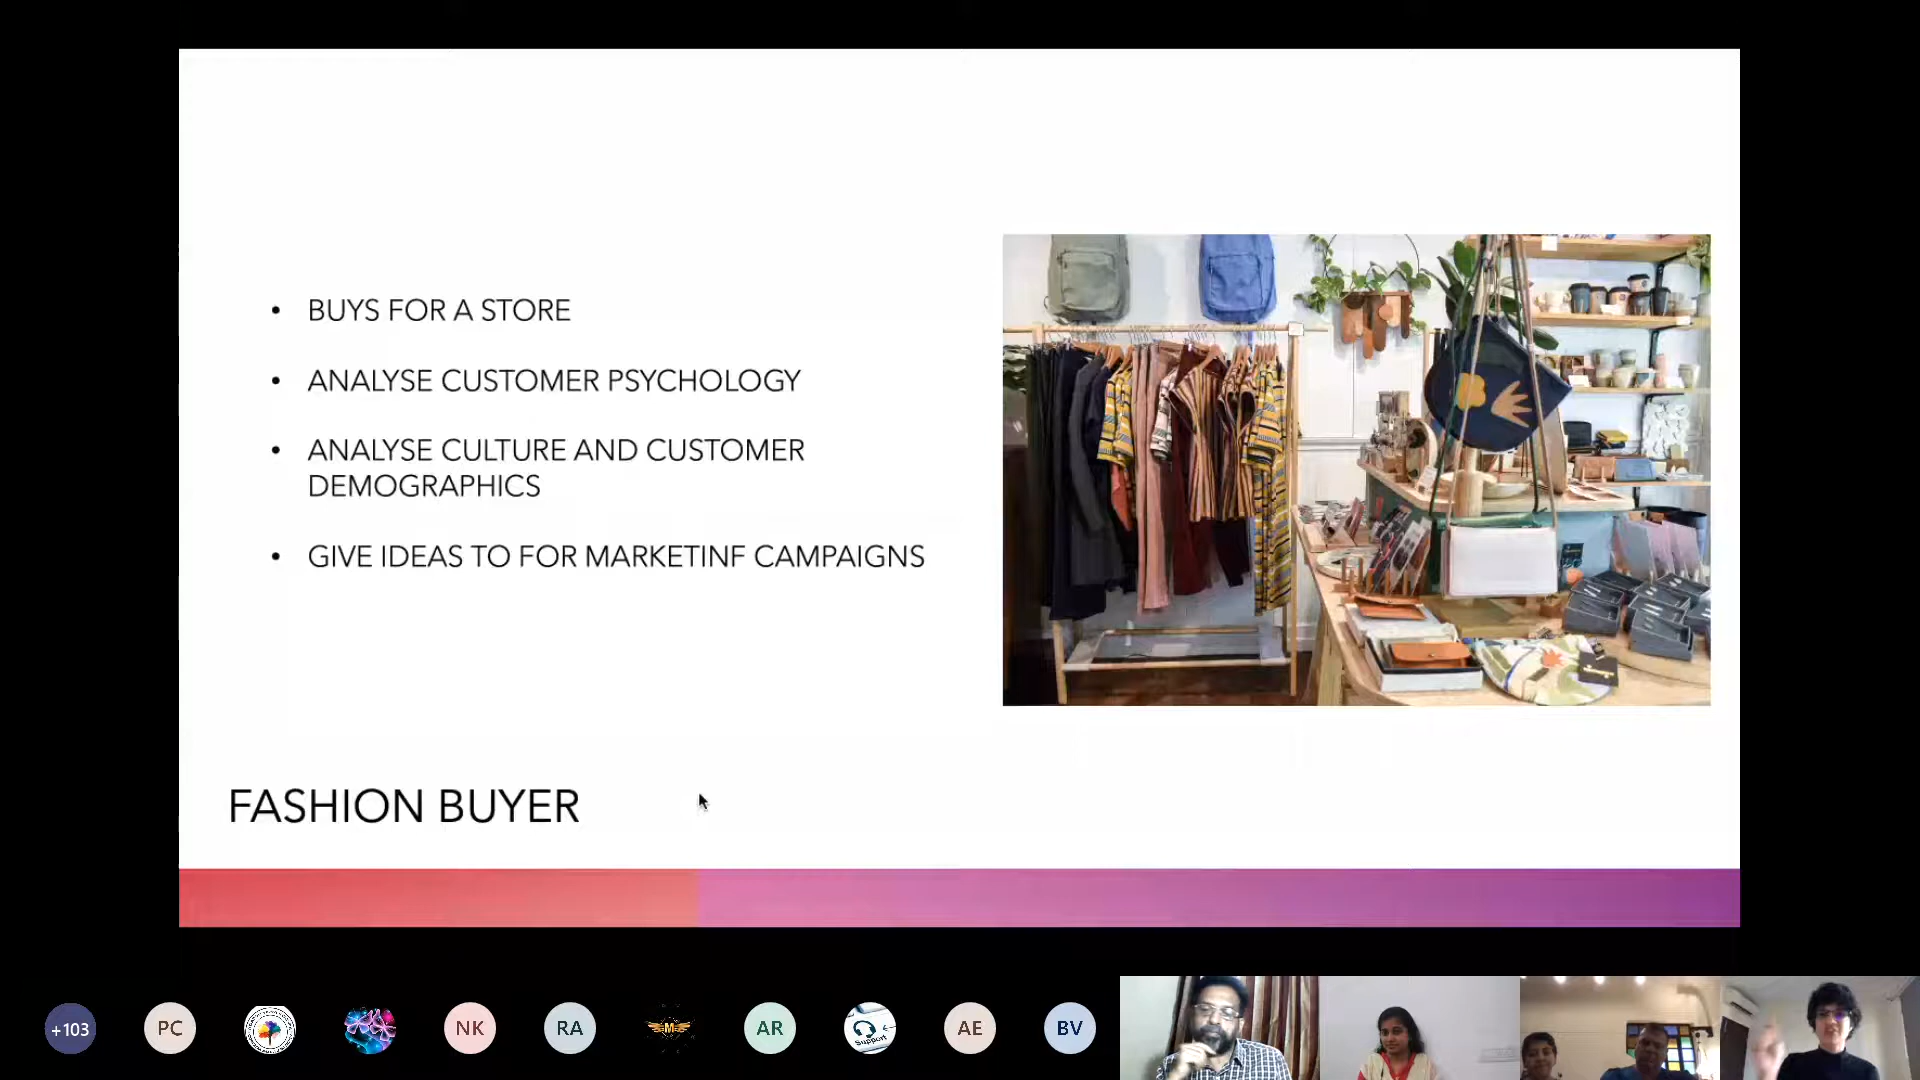 • BUYS FOR A STORE
• ANALYSE CUSTOMER PSYCHOLOGY
• ANALYSE CULTURE AND CUSTOMER
DEMOGRAPHICS
• GIVE IDEAS TO FOR MARKETINF CAMPAIGNS
FASHION BUYER
+103
PC
NK
RA
M
AR
Support
AE
BV